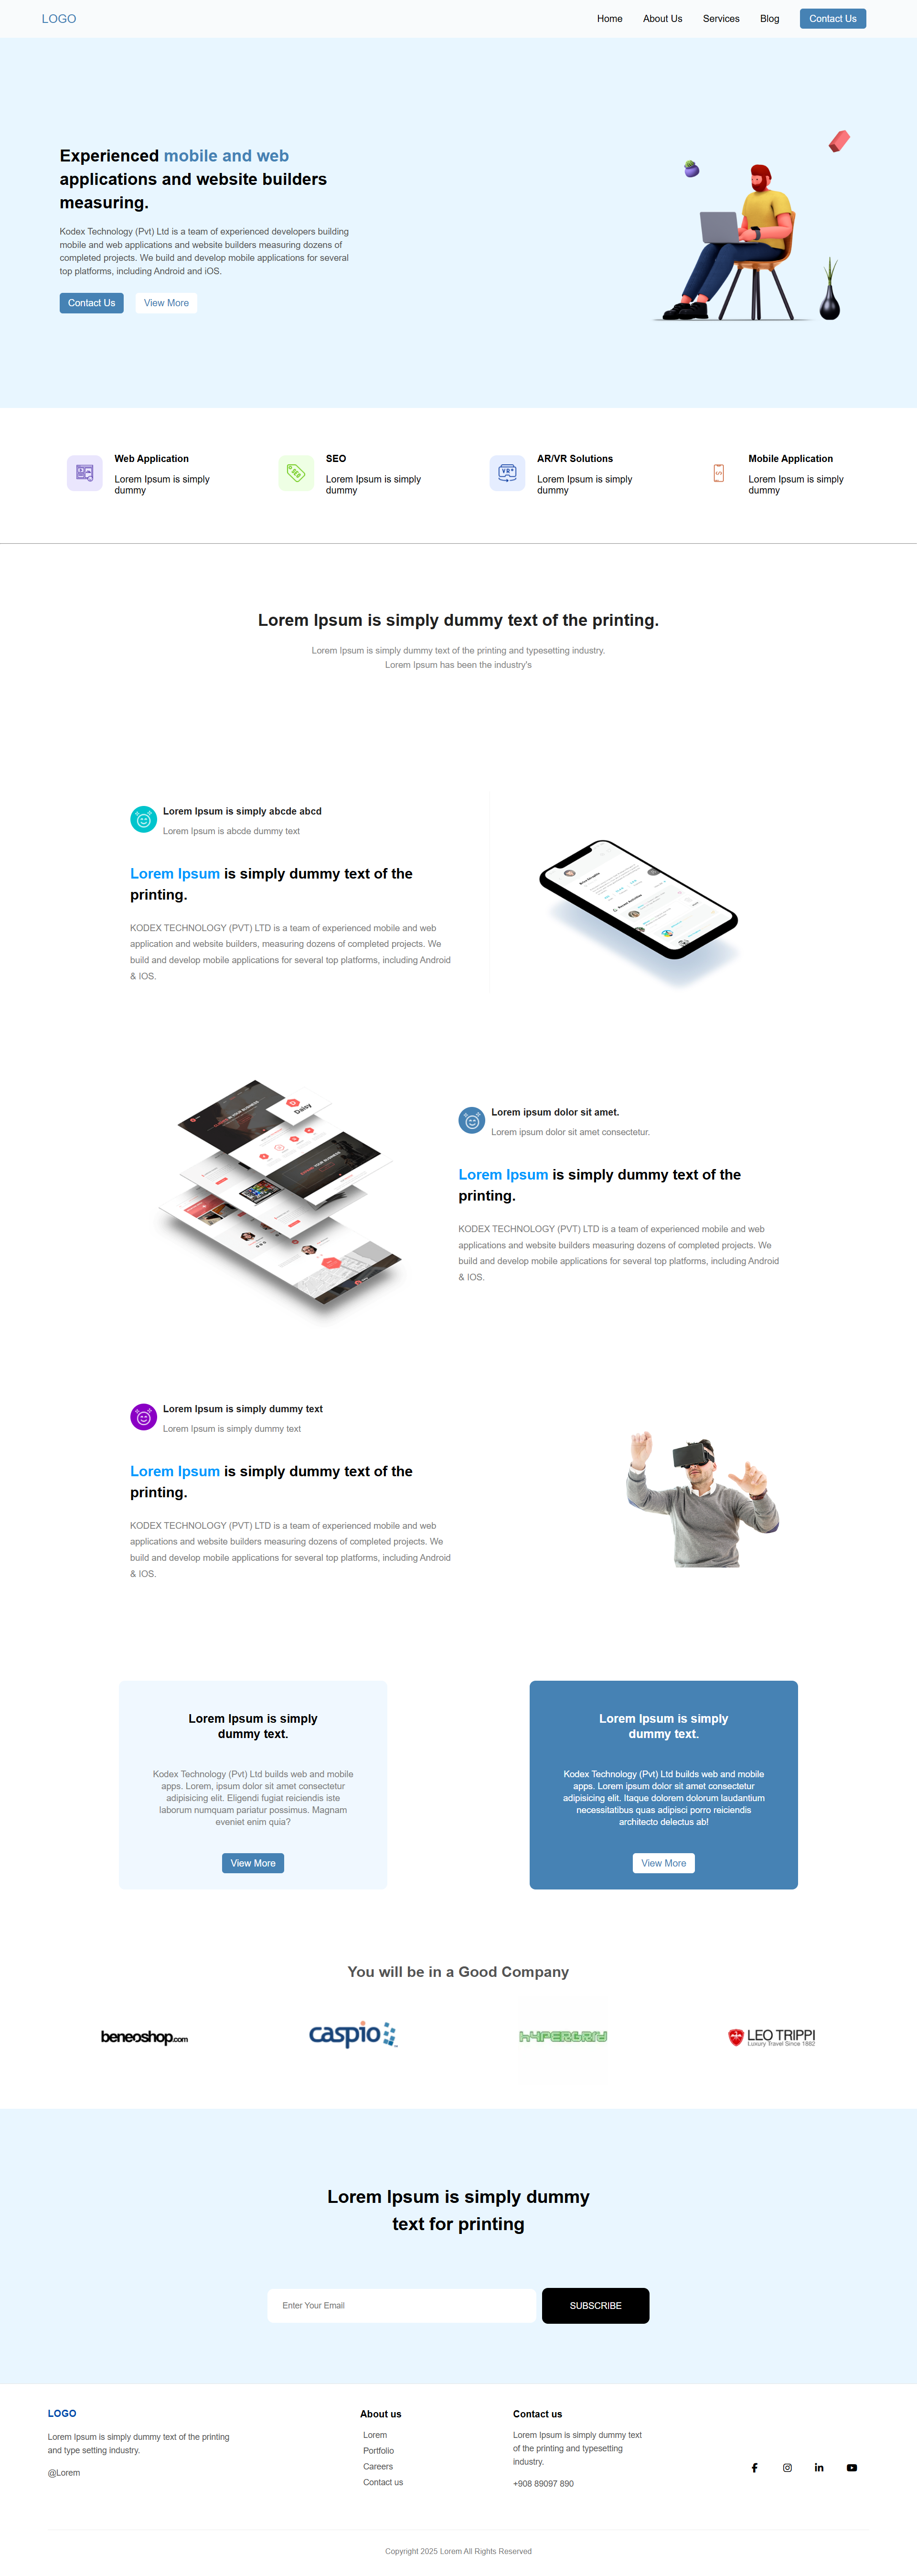 LOGO
Home
About Us
Services
Blog
Contact Us
Experienced mobile and web
applications and website builders
measuring.
Kodex Technology (Pvt) Ltd is a team of experienced developers building
mobile and web applications and website builders measuring dozens of
completed projects. We build and develop mobile applications for several
top platforms, including Android and iOS.
Contact Us
View More
Web Application
Lorem Ipsum is simply
dummy
SEO
Lorem Ipsum is simply
dummy
AR/VR Solutions
Lorem Ipsum is simply
dummy
Mobile Application
Lorem Ipsum is simply
dummy
Lorem Ipsum is simply dummy text of the printing.
Lorem Ipsum is simply dummy text of the printing and typesetting industry.
Lorem Ipsum has been the industry's
Lorem Ipsum is simply abcde abcd
Lorem Ipsum is abcde dummy text
Lorem Ipsum is simply dummy text of the
printing.
KODEX TECHNOLOGY (PVT) LTD is a team of experienced mobile and web
application and website builders, measuring dozens of completed projects. We
build and develop mobile applications for several top platforms, including Android
& IOS.
Daisy
Lorem ipsum dolor sit amet.
Lorem ipsum dolor sit amet consectetur.
Lorem Ipsum is simply dummy text of the
printing.
KODEX TECHNOLOGY (PVT) LTD is a team of experienced mobile and web
applications and website builders measuring dozens of completed projects. We
build and develop mobile applications for several top platforms, including Android
& IOS.
Lorem Ipsum is simply dummy text
Lorem Ipsum is simply dummy text
Lorem Ipsum is simply dummy text of the
printing.
KODEX TECHNOLOGY (PVT) LTD is a team of experienced mobile and web
applications and website builders measuring dozens of completed projects. We
build and develop mobile applications for several top platforms, including Android
& IOS.
Lorem Ipsum is simply
dummy text.
Kodex Technology (Pvt) Ltd builds web and mobile
apps. Lorem, ipsum dolor sit amet consectetur
adipisicing elit. Eligendi fugiat reiciendis iste
laborum numquam pariatur possimus. Magnam
eveniet enim quia?
View More
Lorem Ipsum is simply
dummy text.
Kodex Technology (Pvt) Ltd builds web and mobile
apps. Lorem ipsum dolor sit amet consectetur
adipisicing elit. Itaque dolorem dolorum laudantium
necessitatibus quas adipisci porro reiciendis
architecto delectus ab!
View More
You will be in a Good Company
beneoshop.com
caspio
HYPERGRID
LEO TRIPPI
Luxury Travel Since 1882
Lorem Ipsum is simply dummy
text for printing
Enter Your Email
SUBSCRIBE
LOGO
Lorem Ipsum is simply dummy text of the printing
and type setting industry.
@Lorem
About us
Lorem
Portfolio
Careers
Contact us
Contact us
Lorem Ipsum is simply dummy text
of the printing and typesetting
industry.
+908 89097 890
Copyright 2025 Lorem All Rights Reserved